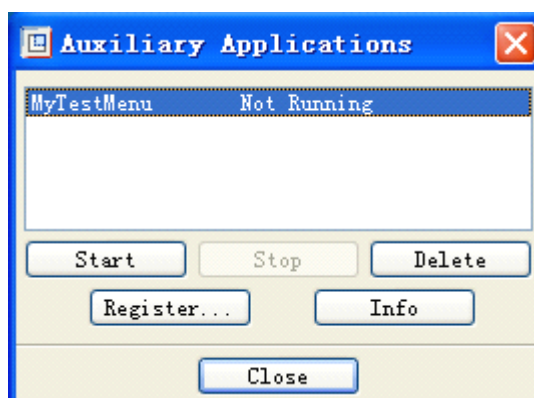 Auxiliary Applications
MyTestMenu Not Running
Start Stop Delete
Register... Info
Close